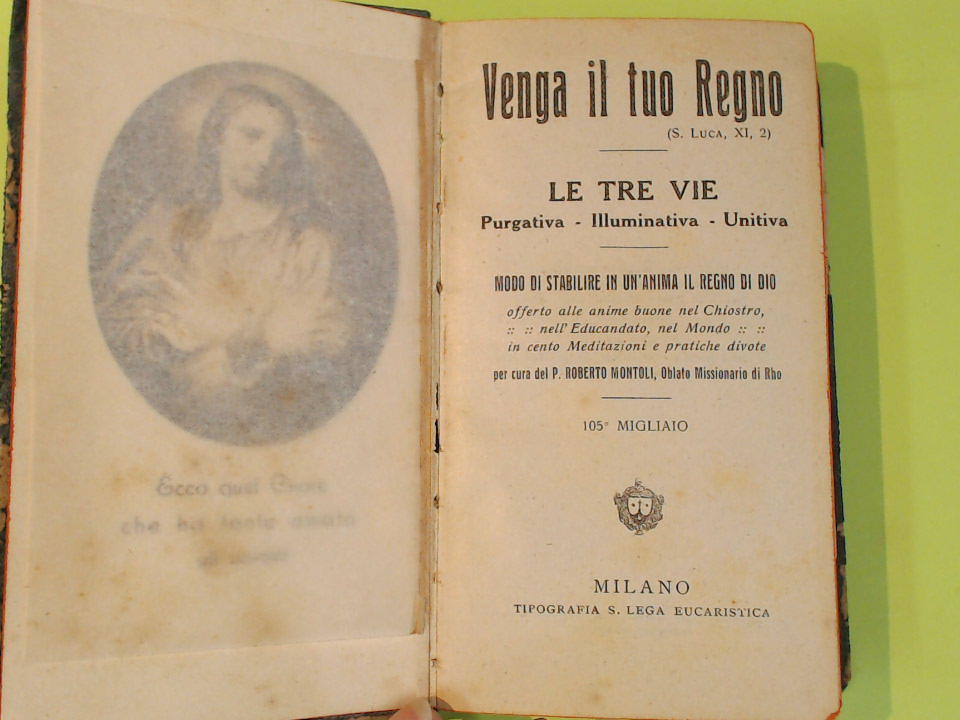 Ecco quel Cuore
che ha tanto amato
Venga il tuo Regno
(S. Luca, XI, 2)
LE TRE VIE
Purgativa - Illuminativa - Unitiva
MODO DI STABILIRE IN UN'ANIMA IL REGNO DI DIO
offerto alle anime buone nel Chiostro,
:: :: nell' Educandato, nel Mondo :: ::
in cento Meditazioni e pratiche divote
per cura del P. ROBERTO MONTOLI, Oblato Missionario di Rho
105° MIGLIAIO
MILANO
TIPOGRAFIA S. LEGA EUCARISTICA